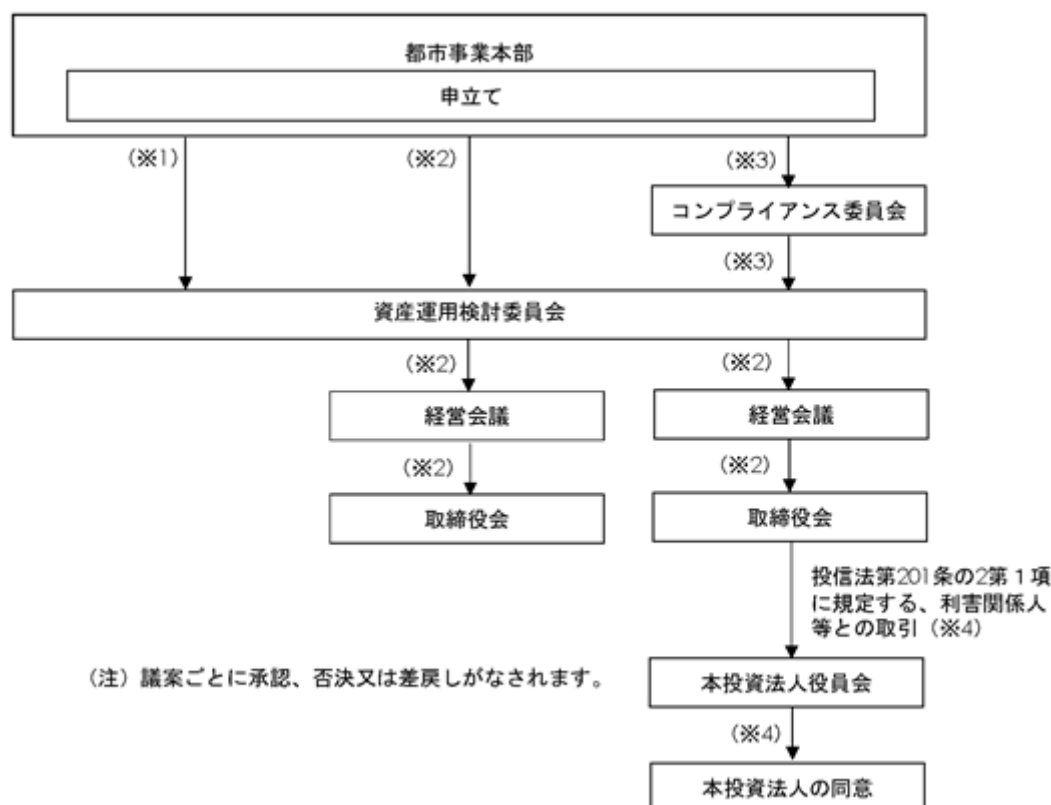 都市事業本部
申立て
（※1）
（※2）
（※3）
コンプライアンス委員会
（※3）
資産運用検討委員会
（※2）
（※2）
経営会議
経営会議
（※2）
（※2）
取締役会
取締役会
投信法第201条の2第１項
に規定する、利害関係人
等との取引（※4）
（注）議案ごとに承認、否決又は差戻しがなされます。
本投資法人役員会
（※4）
本投資法人の同意